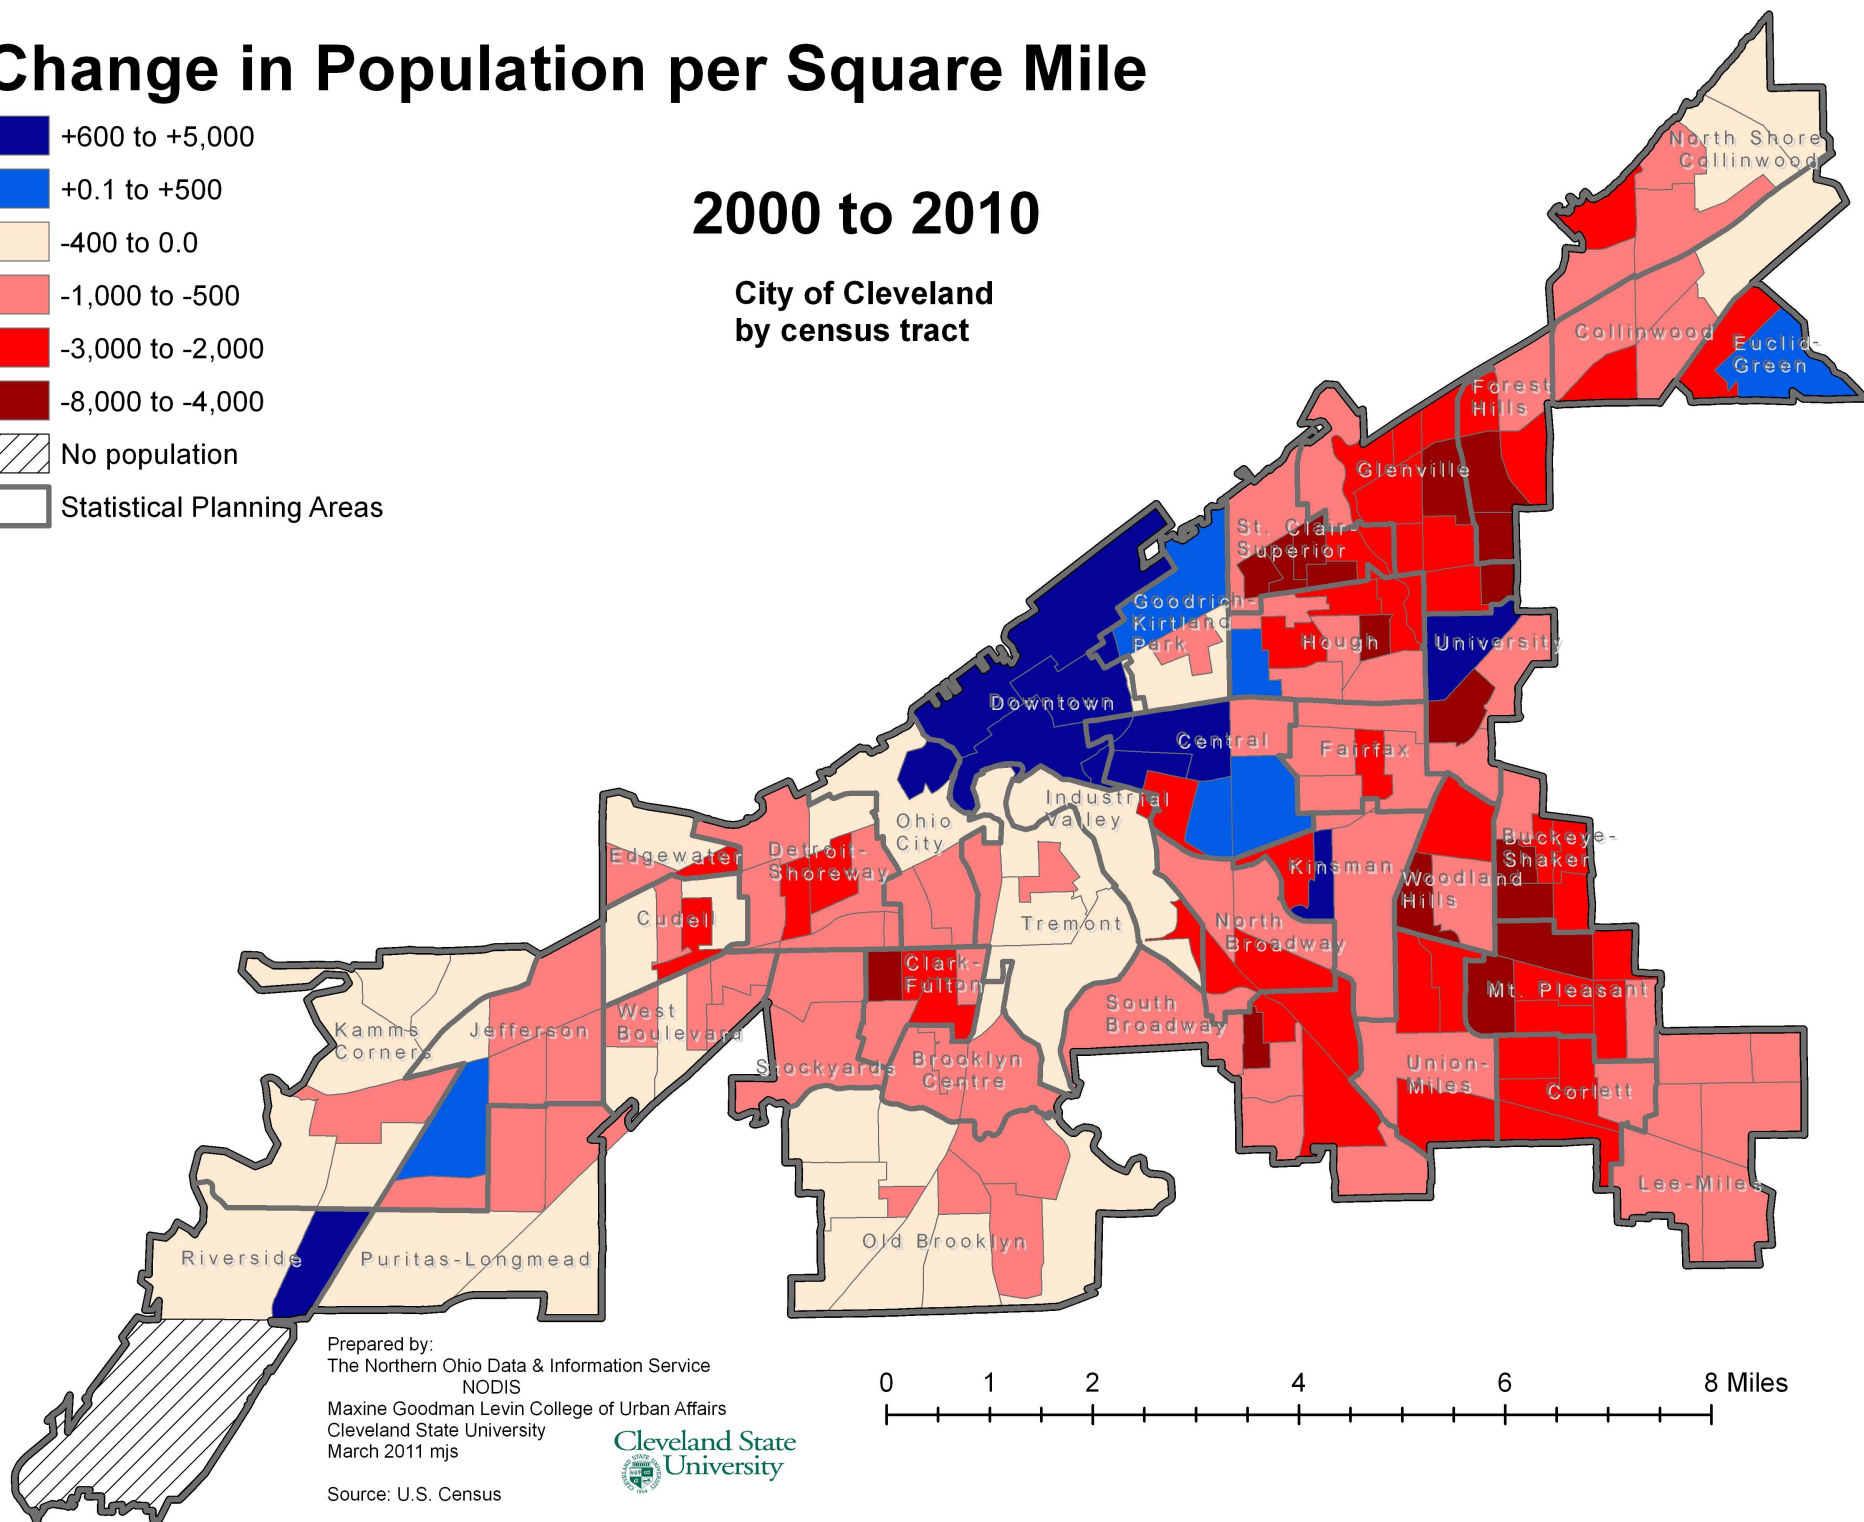 Change in Population per Square Mile
+600 to +5,000
+0.1 to +500
-400 to 0.0
-1,000 to -500
-3,000 to -2,000
-8,000 to -4,000
No population
Statistical Planning Areas
2000 to 2010
City of Cleveland
by census tract
North Shore
Collinwood
Collinwood
Euclid-
Green
Forest
Hills
Glenville
St. Clair-
Superior
Goodrich-
Kirtland
Park
Hough
University
Downtown
Central
Fairfax
Industrial
Valley
Ohio
City
Edgewater
Detroit-
Shoreway
Cudell
Tremont
Kinsman
Buckeye-
Shaker
Woodland
Hills
North
Broadway
Clark-
Fulton
South
Broadway
Mt. Pleasant
Kamms
Corners
Jefferson
West
Boulevard
Stockyards
Brooklyn
Centre
Union-
Miles
Corlett
Lee-Miles
Old Brooklyn
Riverside
Puritas-Longmead
Prepared by:
The Northern Ohio Data & Information Service
NODIS
Maxine Goodman Levin College of Urban Affairs
Cleveland State University
March 2011 mjs
Source: U.S. Census
Cleveland State
University
0 1 2 4 6 8 Miles